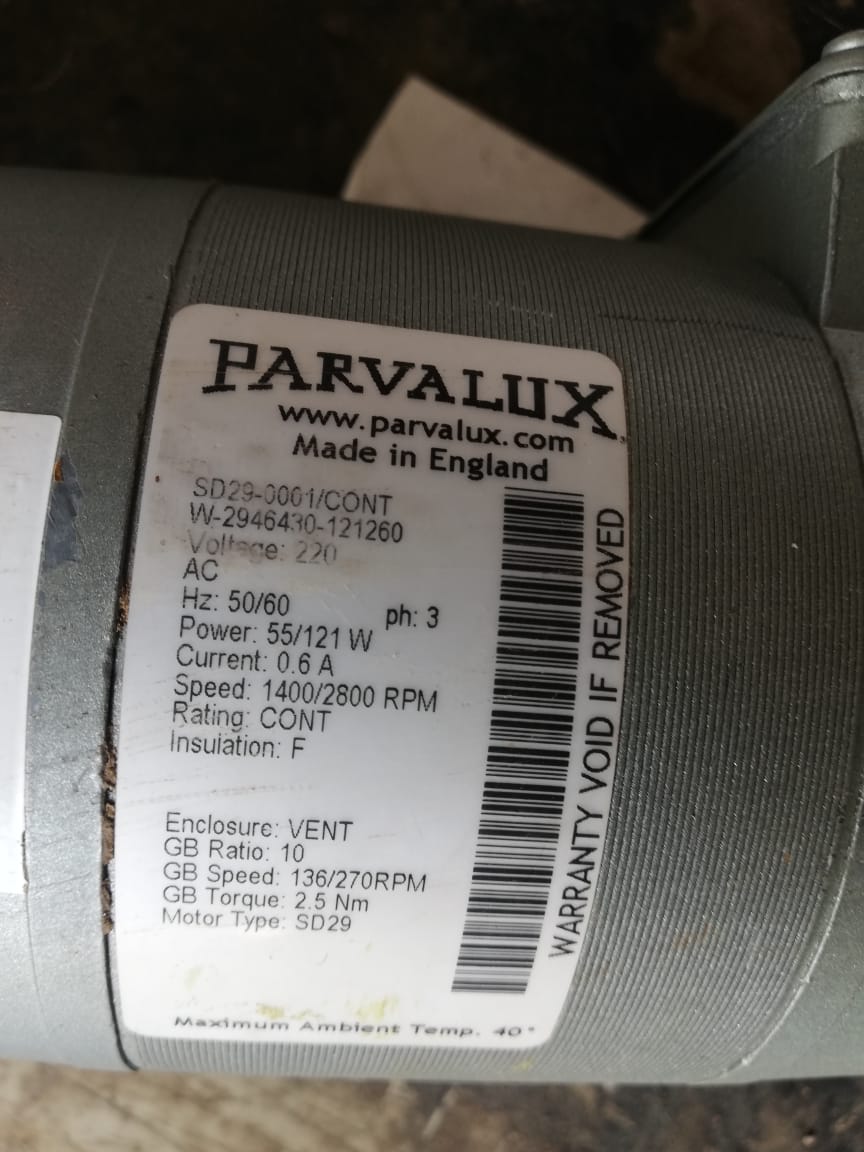 PARVALUX
www.parvalux.com
Made in England
SD29-0001/CONT
W-2946430-121260
Voltage: 220
AC
Hz: 50/60 ph: 3
Power: 55/121 W
Current: 0.6 A
Speed: 1400/2800 RPM
Rating: CONT
Insulation: F
Enclosure: VENT
GB Ratio: 10
GB Speed: 136/270RPM
GB Torque: 2.5 Nm
Motor Type: SD29
Maximum Ambient Temp. 40°
WARRANTY VOID IF REMOVED